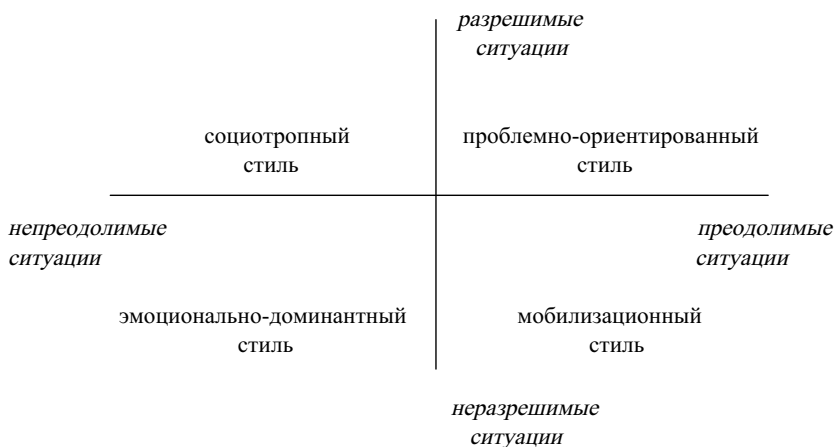 разрешимые
ситуации
социотропный
стиль
проблемно-ориентированный
стиль
непреодолимые
ситуации
преодолимые
ситуации
эмоционально-доминантный
стиль
мобилизационный
стиль
неразрешимые
ситуации